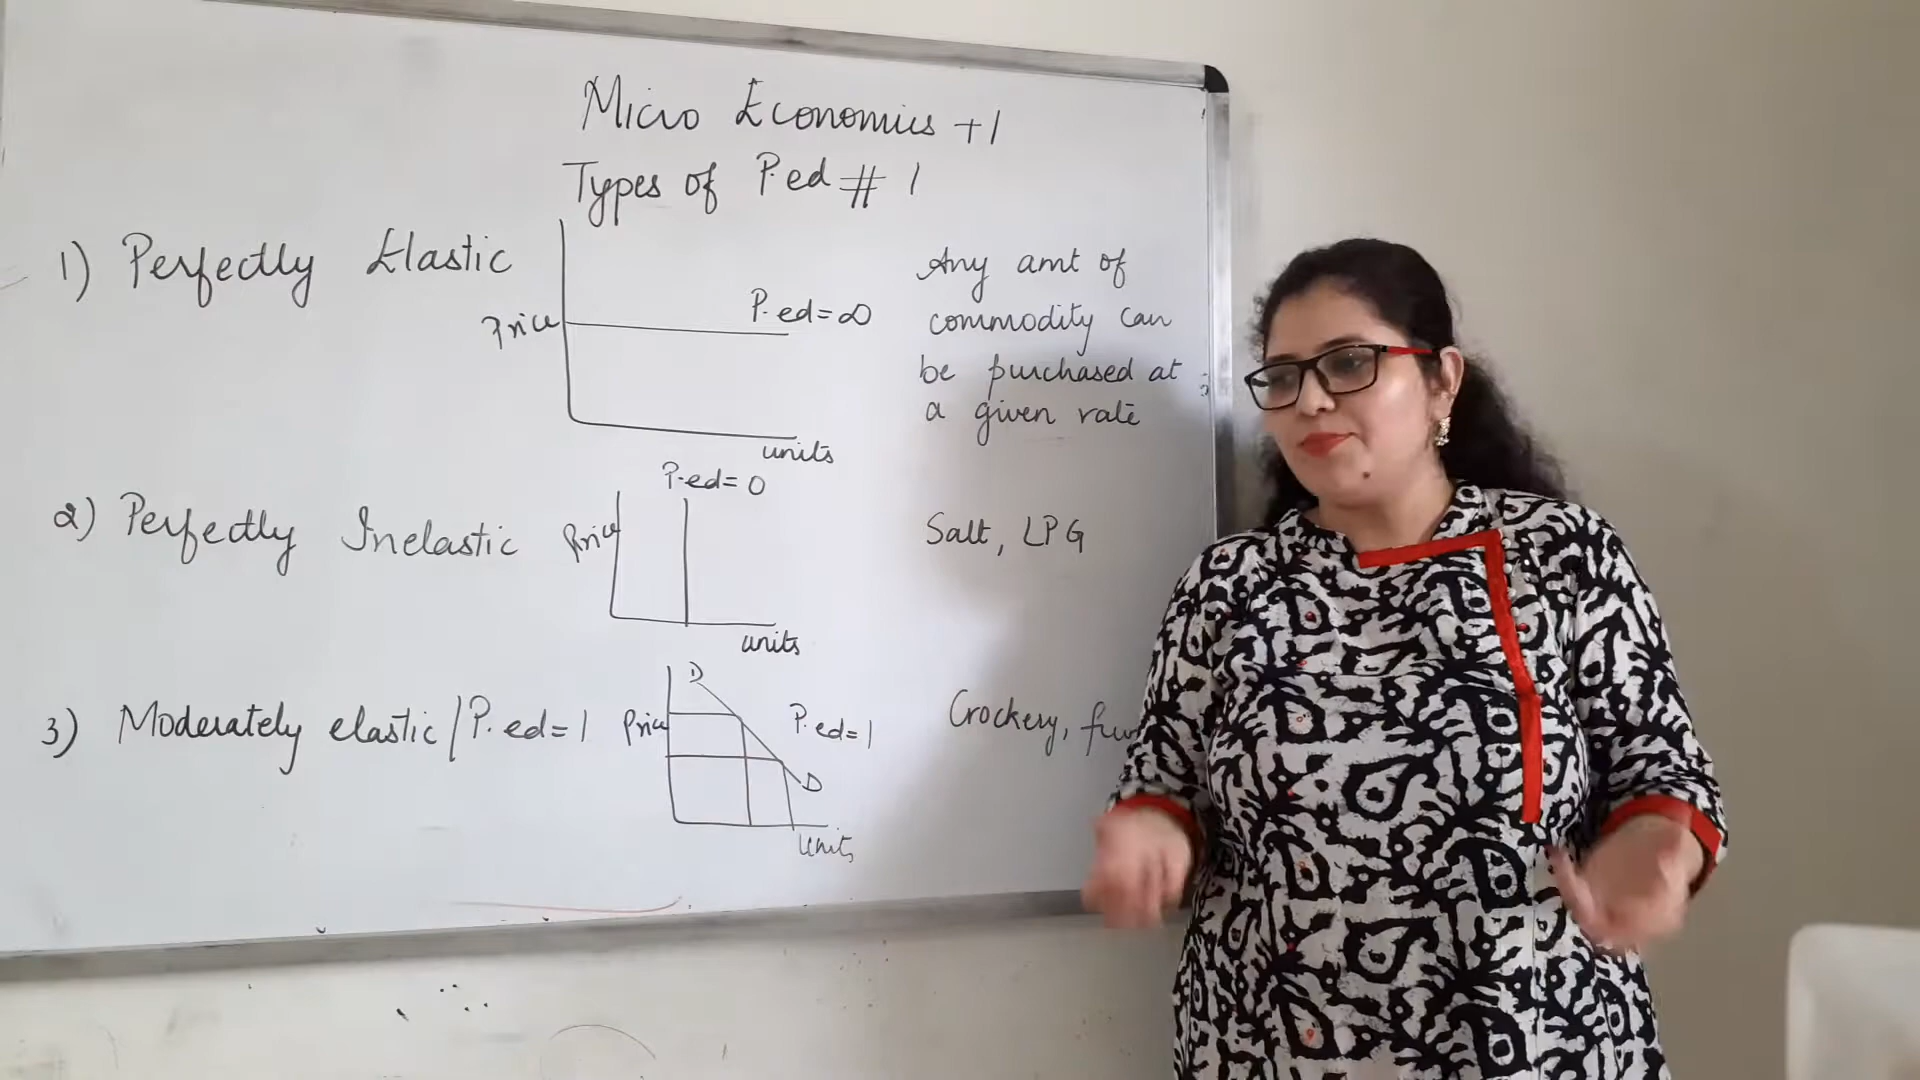 Micro Economics +1
Types of P.ed # 1
1) Perfectly Elastic
Price
P.ed=∞
units
Any amt of
commodity can
be purchased at
a given rate
2) Perfectly Inelastic
P.ed=0
Price
units
Salt, LPG
3) Moderately elastic/P.ed=1
Price
D
P.ed=1
D
Units
Crockery,